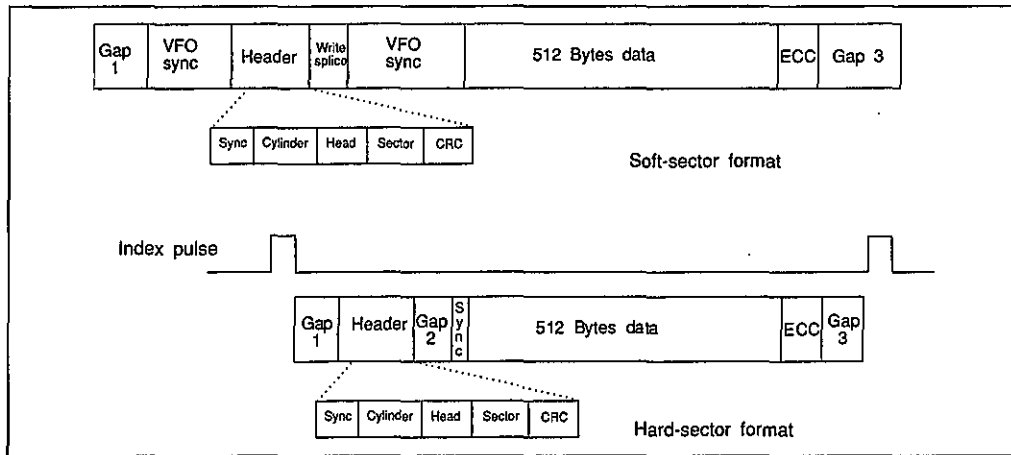 Gap 1 VFO sync Header Write splico VFO sync 512 Bytes data ECC Gap 3
Sync Cylinder Head Sector CRC
Soft-sector format
Index pulse
Gap 1 Header Gap 2 Sync 512 Bytes data ECC Gap 3
Sync Cylinder Head Sector CRC
Hard-sector format